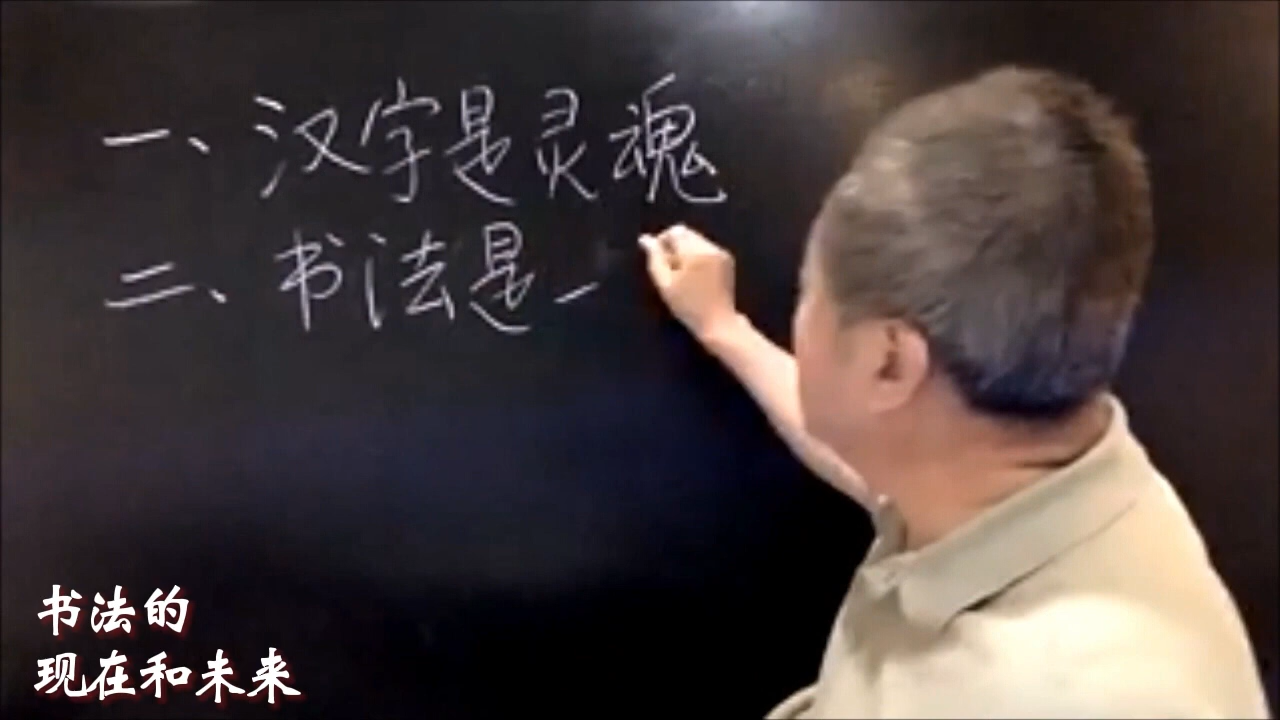 一、汉字是灵魂
二、书法是一
书法的
现在和未来